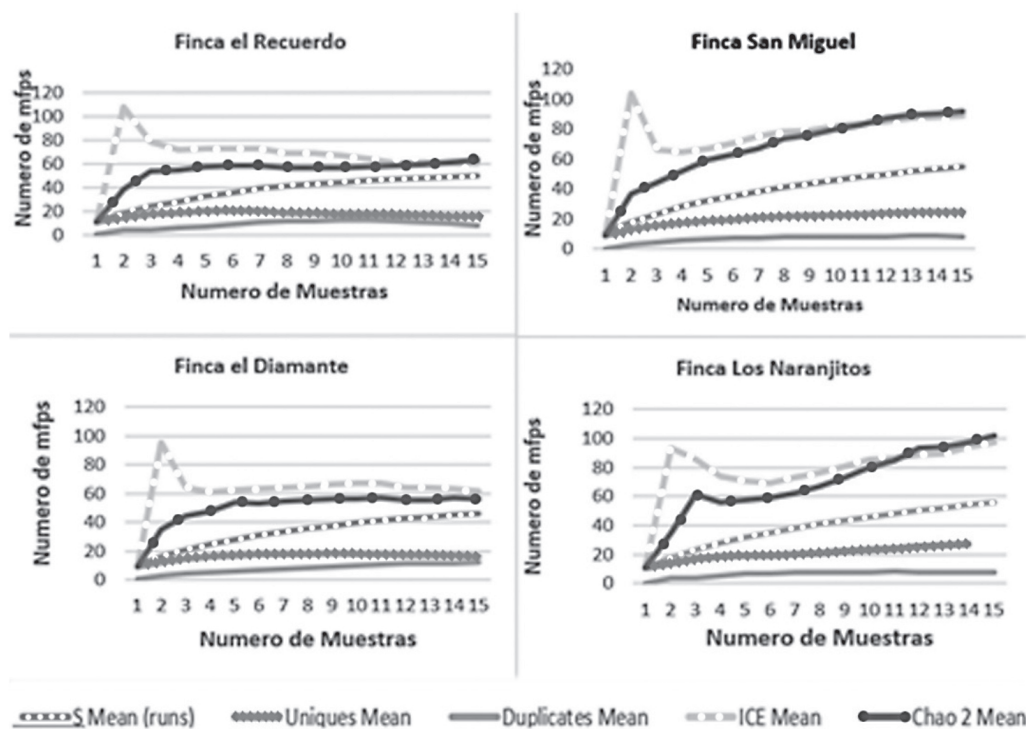 Finca el Recuerdo
Numero de mfps
120
100
80
60
40
20
0
1 2 3 4 5 6 7 8 9 10 11 12 13 14 15
Numero de Muestras
Finca San Miguel
Numero de mfps
120
100
80
60
40
20
0
1 2 3 4 5 6 7 8 9 10 11 12 13 14 15
Numero de Muestras
Finca el Diamante
Numero de mfps
120
100
80
60
40
20
0
1 2 3 4 5 6 7 8 9 10 11 12 13 14 15
Numero de Muestras
Finca Los Naranjitos
Numero de mfps
120
100
80
60
40
20
0
1 2 3 4 5 6 7 8 9 10 11 12 13 14 15
Numero de Muestras
S Mean (runs) Uniques Mean Duplicates Mean ICE Mean Chao 2 Mean